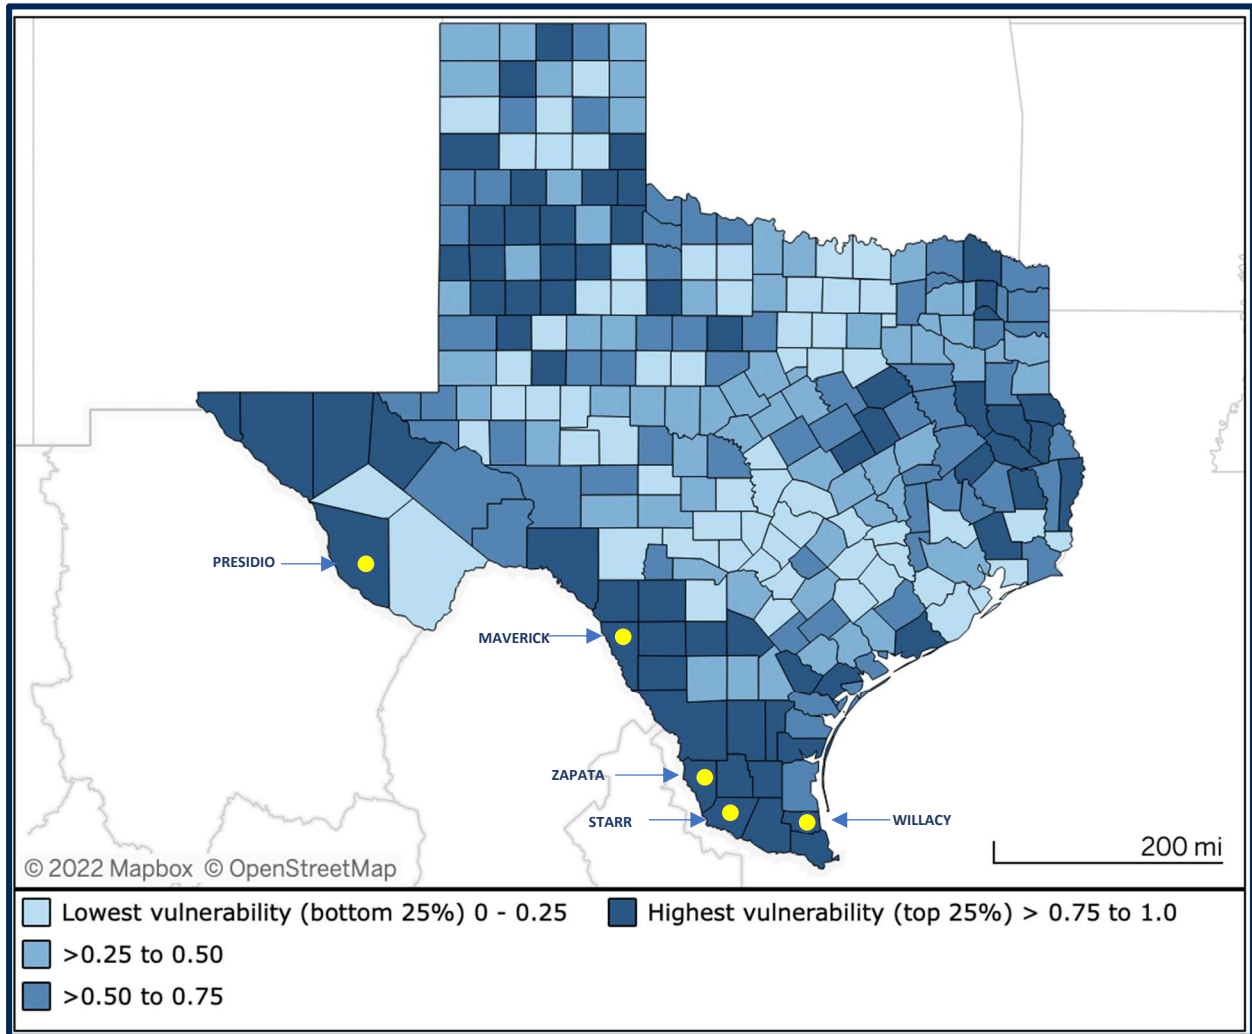 PRESIDIO
MAVERICK
ZAPATA
STARR
WILLACY
200 mi
© 2022 Mapbox © OpenStreetMap
Lowest vulnerability (bottom 25%) 0 - 0.25
Highest vulnerability (top 25%) > 0.75 to 1.0
>0.25 to 0.50
>0.50 to 0.75